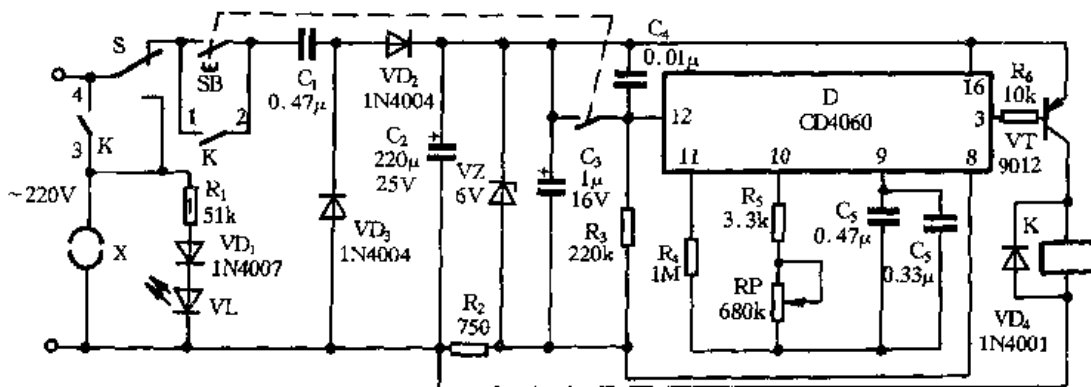 S
4
3
K
~220V
X
SB
1
2
K
R₁
51k
VD₁
1N4007
VL
C₁
0.47μ
VD₂
1N4004
VD₃
1N4004
C₂
220μ
25V
+
VZ
6V
R₂
750
+
C₃
1μ
16V
R₃
220k
C₄
0.01μ
D
CD4060
12
11
10
9
8
16
3
R₄
1M
R₅
3.3k
RP
680k
C₅
0.47μ
C₅
0.33μ
R₆
10k
VT
9012
K
VD₄
1N4001